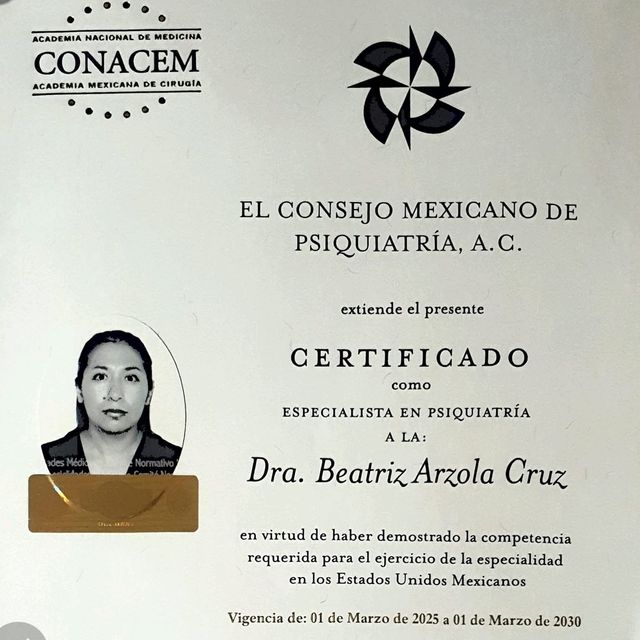 ACADEMIA NACIONAL DE MEDICINA
CONACEM
ACADEMIA MEXICANA DE CIRUGÍA
EL CONSEJO MEXICANO DE
PSIQUIATRÍA, A.C.
extiende el presente
CERTIFICADO
como
ESPECIALISTA EN PSIQUIATRÍA
A LA:
Dra. Beatriz Arzola Cruz
en virtud de haber demostrado la competencia
requerida para el ejercicio de la especialidad
en los Estados Unidos Mexicanos
Vigencia de: 01 de Marzo de 2025 a 01 de Marzo de 2030
Normativo